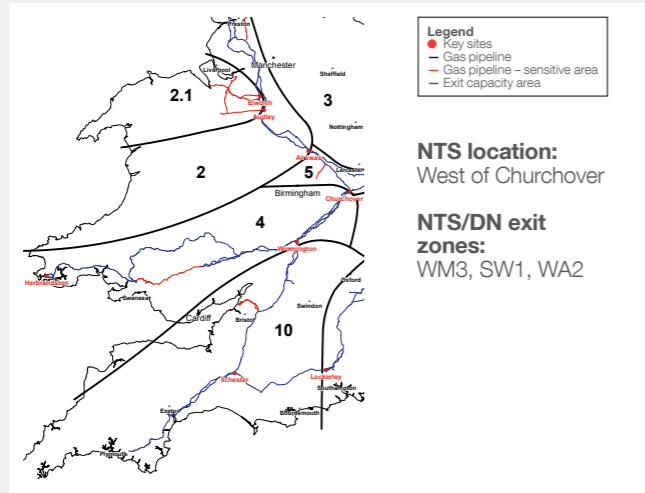 Preston
Manchester
Liverpool
Sheffield
2.1
3
Elworth
Audley
Nottingham
Alrewas
2
5
Leicester
Birmingham
Churchover
4
Wormington
Herbrandston
Oxford
Swansea
Swindon
Cardiff
Bristol
10
Ilchester
Lockerley
Southampton
Exeter
Bournemouth
Plymouth
Legend
Key sites
Gas pipeline
Gas pipeline – sensitive area
Exit capacity area
NTS location:
West of Churchover
NTS/DN exit
zones:
WM3, SW1, WA2